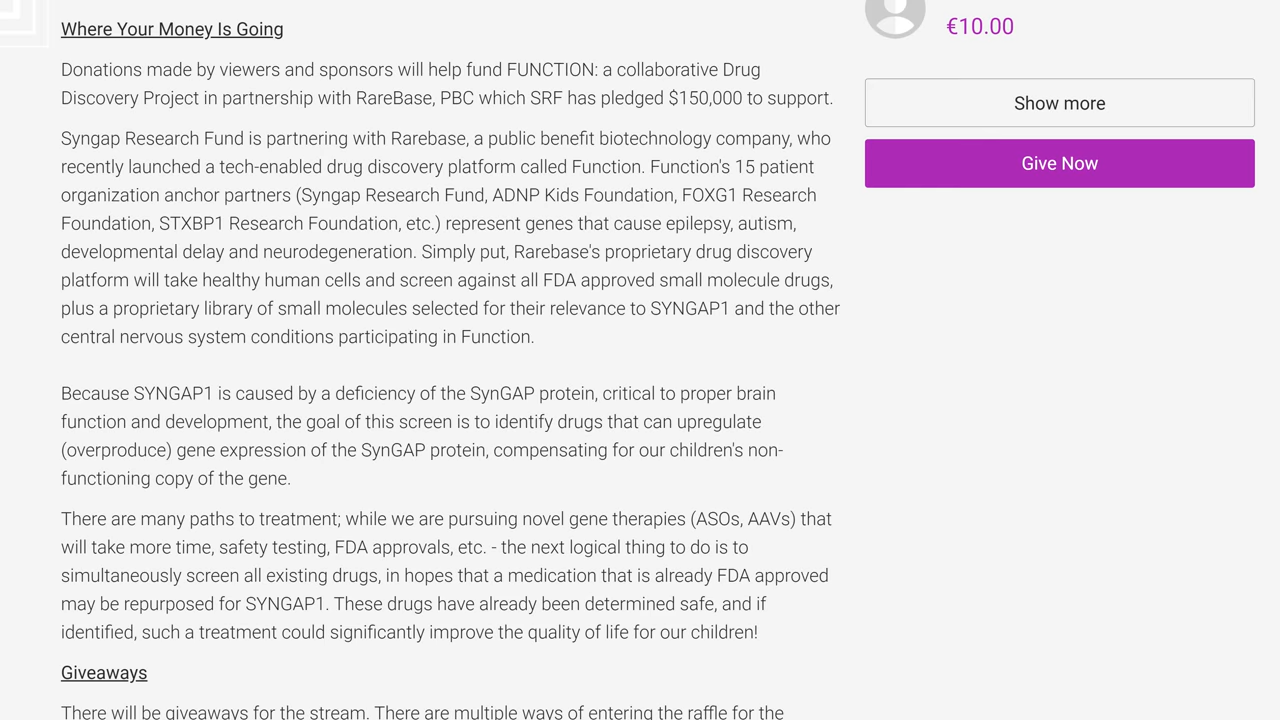 Where Your Money Is Going
Donations made by viewers and sponsors will help fund FUNCTION: a collaborative Drug
Discovery Project in partnership with RareBase, PBC which SRF has pledged $150,000 to support.
Syngap Research Fund is partnering with Rarebase, a public benefit biotechnology company, who
recently launched a tech-enabled drug discovery platform called Function. Function's 15 patient
organization anchor partners (Syngap Research Fund, ADNP Kids Foundation, FOXG1 Research
Foundation, STXBP1 Research Foundation, etc.) represent genes that cause epilepsy, autism,
developmental delay and neurodegeneration. Simply put, Rarebase's proprietary drug discovery
platform will take healthy human cells and screen against all FDA approved small molecule drugs,
plus a proprietary library of small molecules selected for their relevance to SYNGAP1 and the other
central nervous system conditions participating in Function.
Because SYNGAP1 is caused by a deficiency of the SynGAP protein, critical to proper brain
function and development, the goal of this screen is to identify drugs that can upregulate
(overproduce) gene expression of the SynGAP protein, compensating for our children's non-
functioning copy of the gene.
There are many paths to treatment; while we are pursuing novel gene therapies (ASOs, AAVs) that
will take more time, safety testing, FDA approvals, etc. - the next logical thing to do is to
simultaneously screen all existing drugs, in hopes that a medication that is already FDA approved
may be repurposed for SYNGAP1. These drugs have already been determined safe, and if
identified, such a treatment could significantly improve the quality of life for our children!
Giveaways
There will be giveaways for the stream. There are multiple ways of entering the raffle for the
€10.00
Show more
Give Now